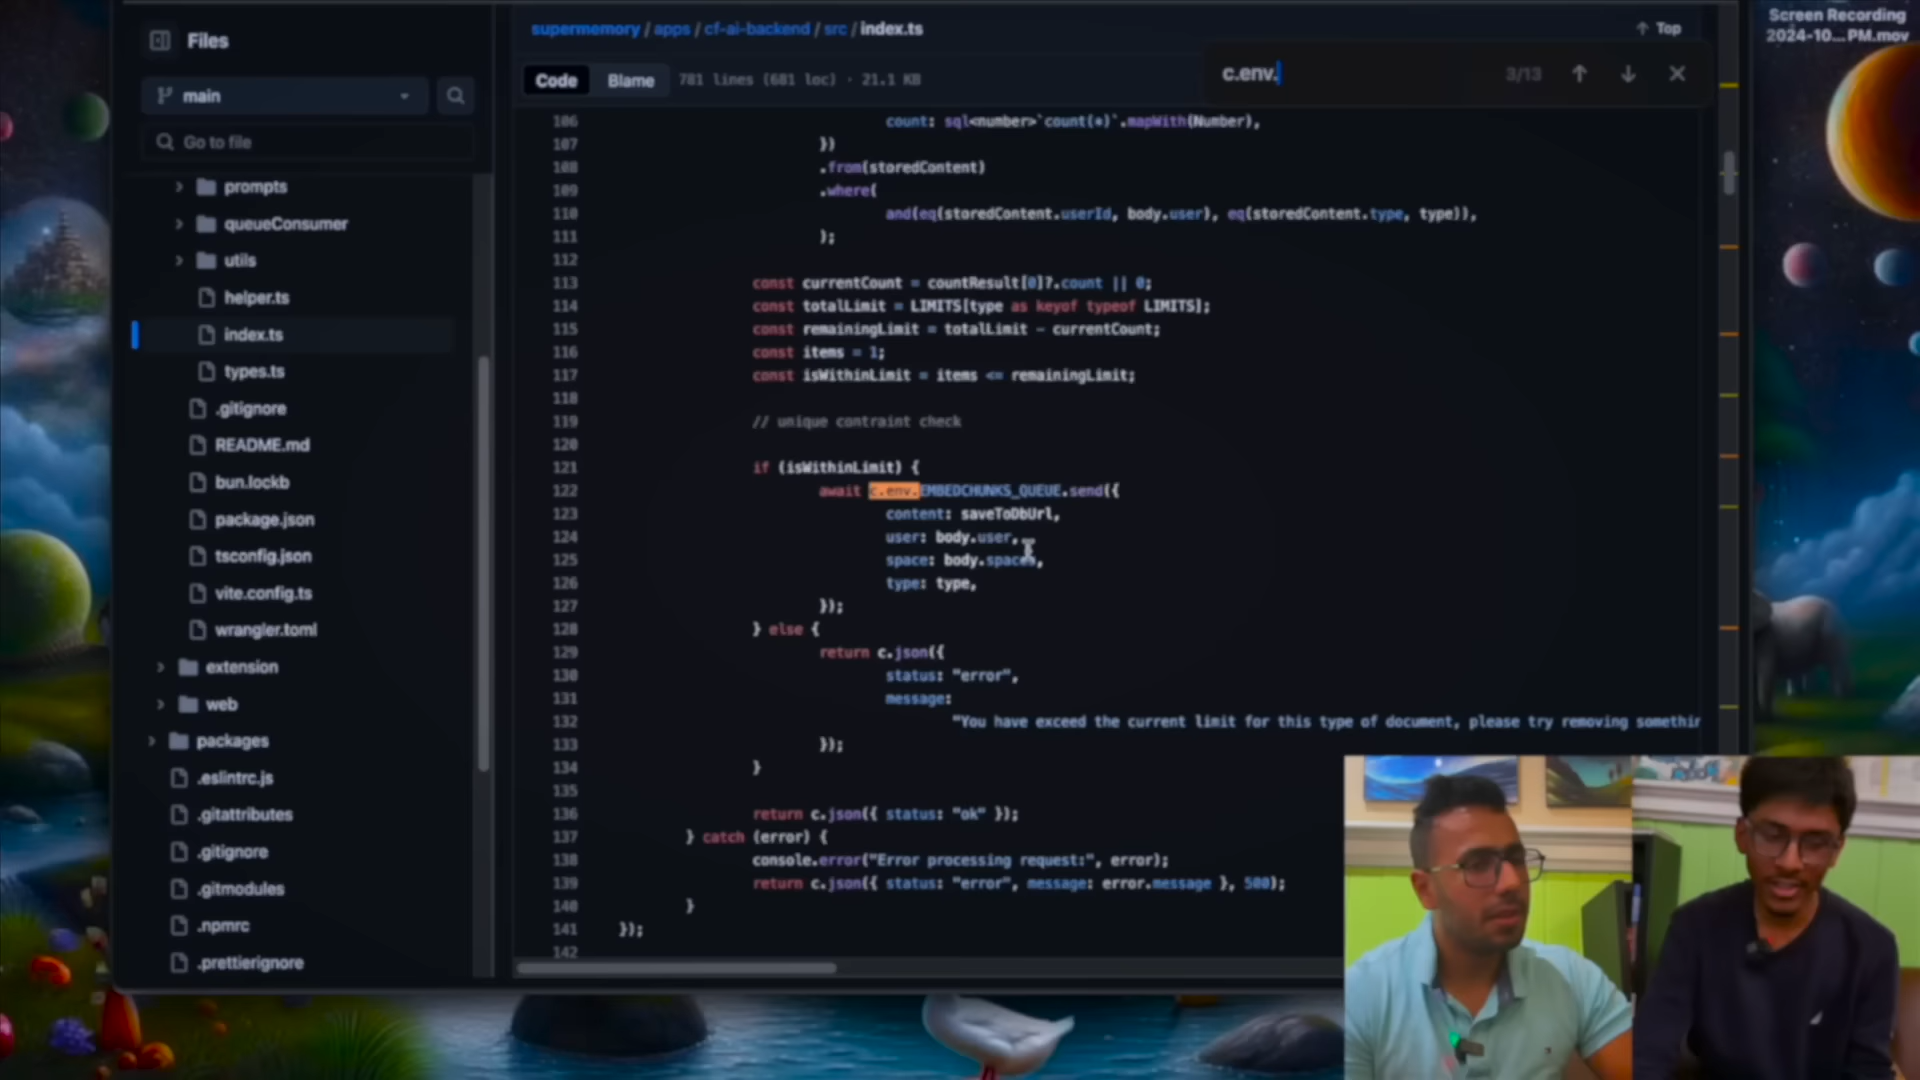 Screen Recording
2024-10...PM.mov
Files
supermemory / apps / cf-ai-backend / src / index.ts
Top
main
Code
Blame
781 lines (681 loc) · 21.1 KB
c.env.
3/13
Go to file
prompts
queueConsumer
utils
helper.ts
index.ts
types.ts
.gitignore
README.md
bun.lockb
package.json
tsconfig.json
vite.config.ts
wrangler.toml
extension
web
packages
.eslintrc.js
.gitattributes
.gitignore
.gitmodules
.npmrc
.prettierignore
106 count: sql<number>`count(*)`.mapWith(Number),
107 })
108 .from(storedContent)
109 .where(
110 and(eq(storedContent.userId, body.user), eq(storedContent.type, type)),
111 );
112
113 const currentCount = countResult[0]?.count || 0;
114 const totalLimit = LIMITS[type as keyof typeof LIMITS];
115 const remainingLimit = totalLimit - currentCount;
116 const items = 1;
117 const isWithinLimit = items <= remainingLimit;
118
119 // unique contraint check
120
121 if (isWithinLimit) {
122 await c.env.EMBEDCHUNKS_QUEUE.send({
123 content: saveToDbUrl,
124 user: body.user,
125 space: body.spaces,
126 type: type,
127 });
128 } else {
129 return c.json({
130 status: "error",
131 message:
132 "You have exceed the current limit for this type of document, please try removing somethin
133 });
134 }
135
136 return c.json({ status: "ok" });
137 } catch (error) {
138 console.error("Error processing request:", error);
139 return c.json({ status: "error", message: error.message }, 500);
140 }
141 });
142